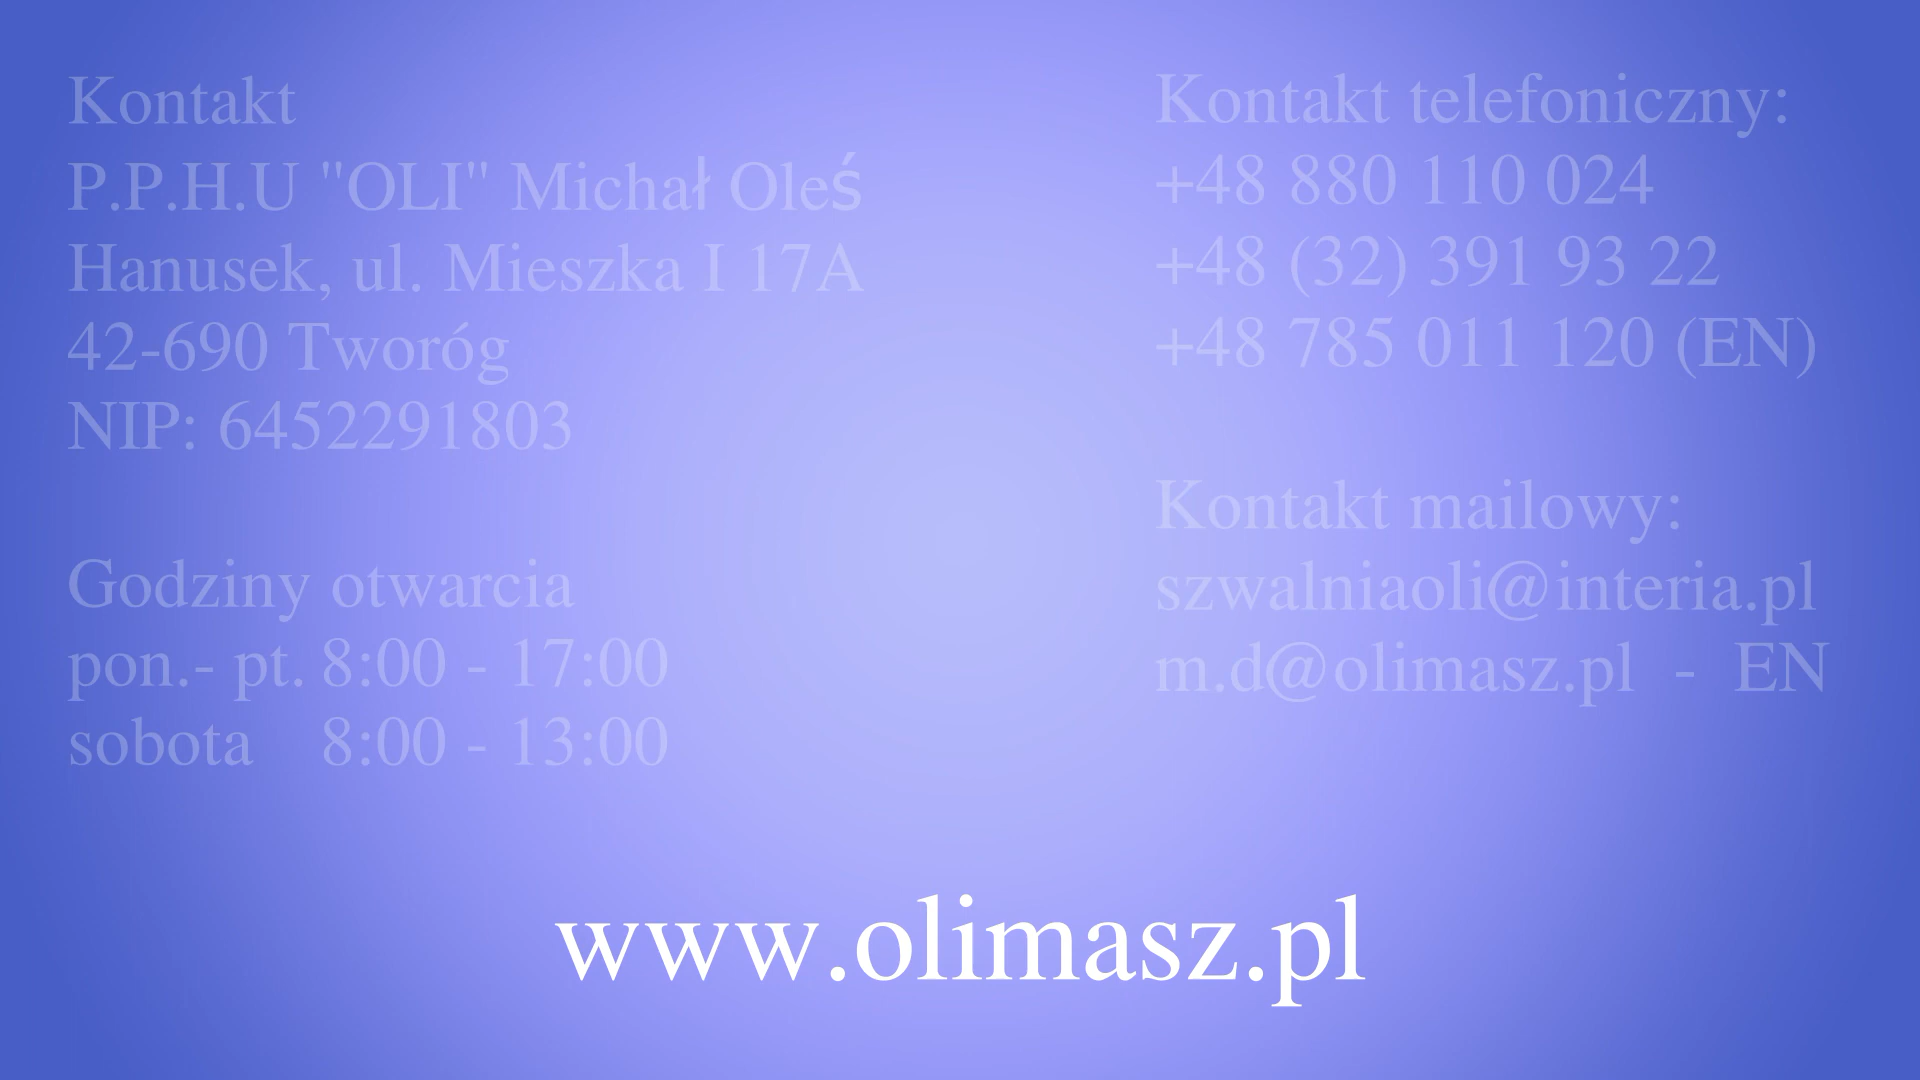 Kontakt
P.P.H.U "OLI" Michał Oleś
Hanusek, ul. Mieszka I 17A
42-690 Tworóg
NIP: 6452291803
Godziny otwarcia
pon.- pt. 8:00 - 17:00
sobota 8:00 - 13:00
Kontakt telefoniczny:
+48 880 110 024
+48 (32) 391 93 22
+48 785 011 120 (EN)
Kontakt mailowy:
szwalniaoli@interia.pl
m.d@olimasz.pl - EN
www.olimasz.pl